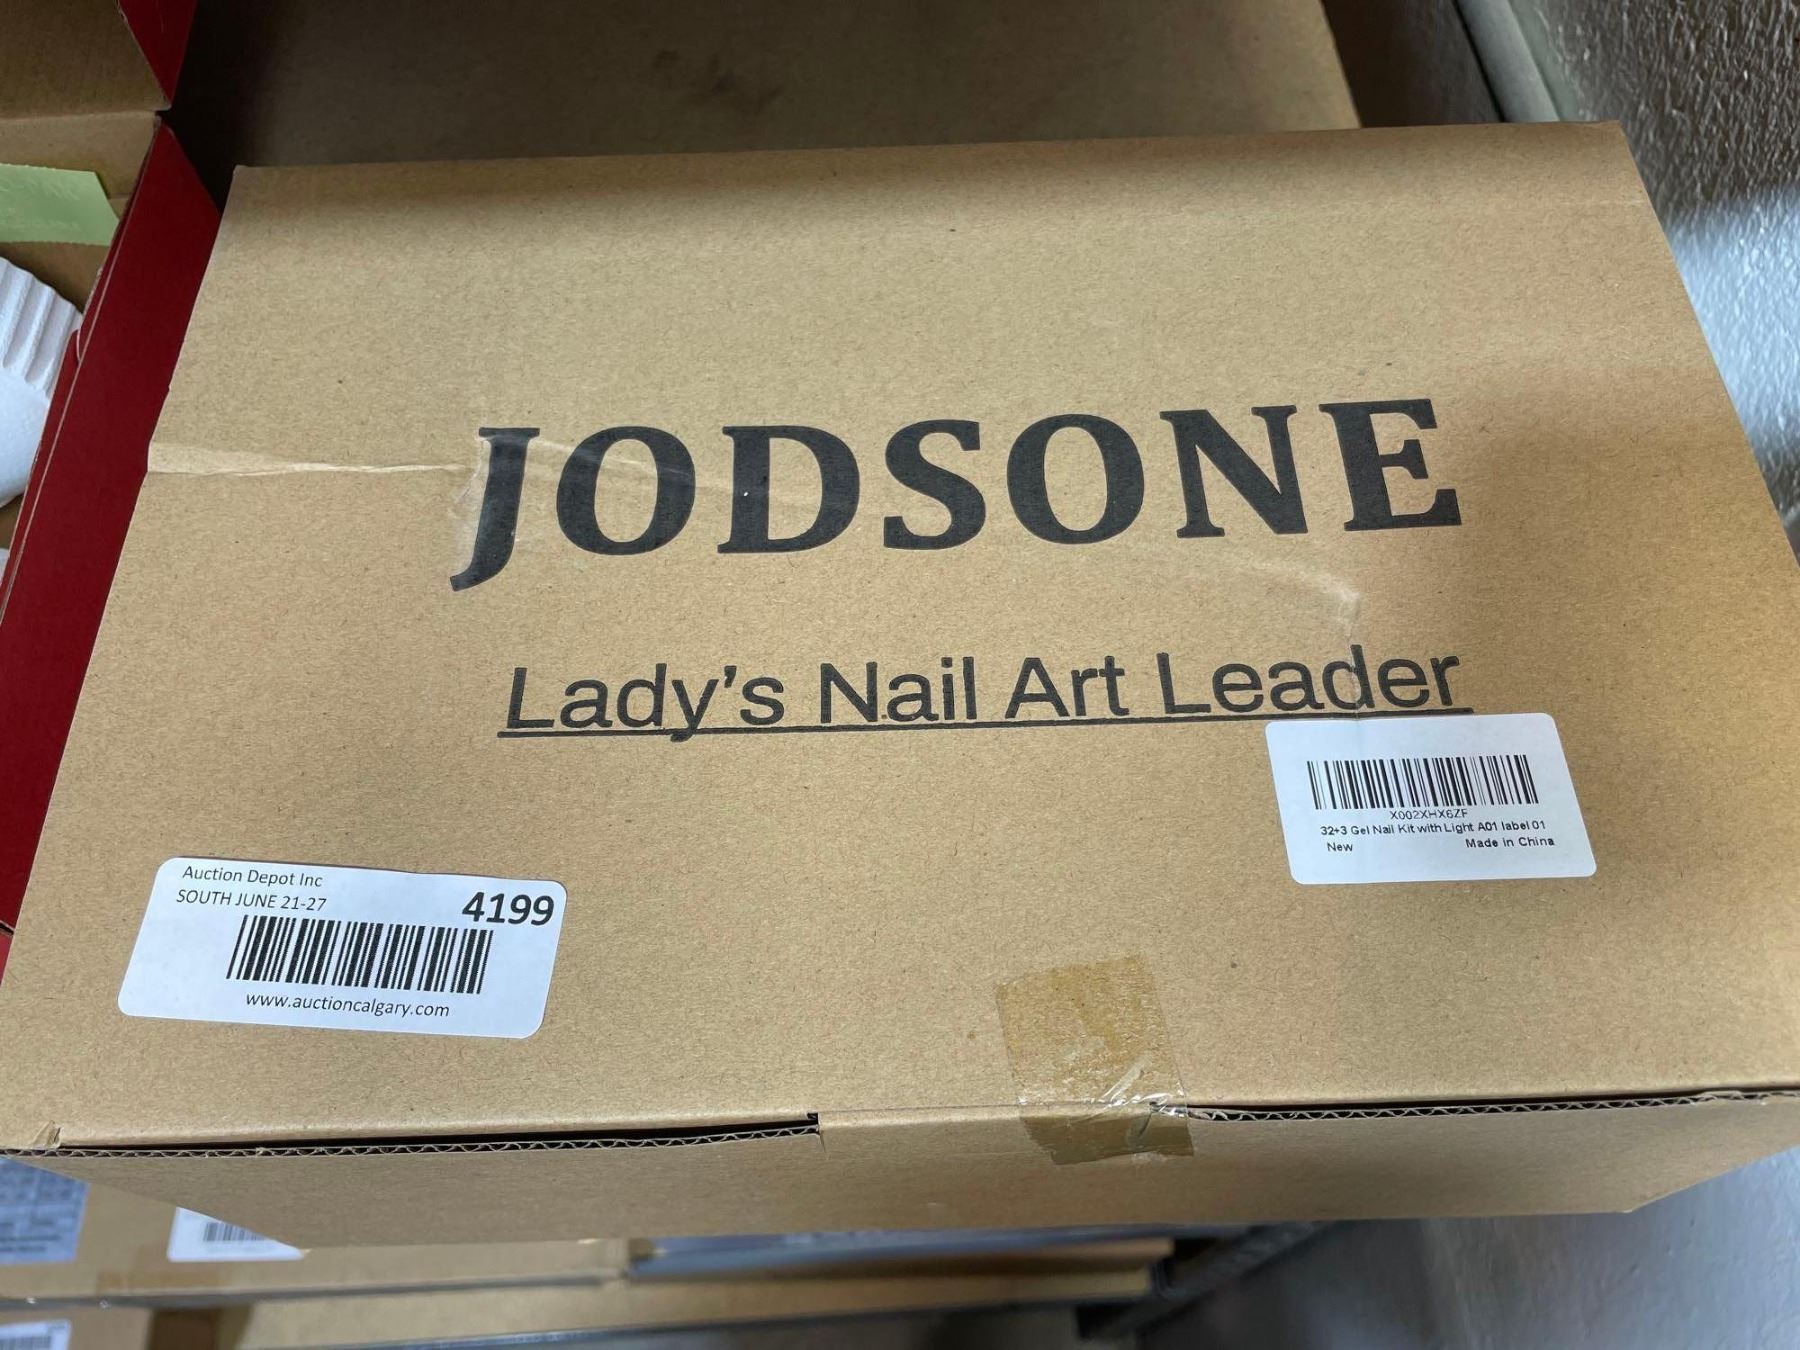 JODSONE
Lady's Nail Art Leader
X002XHX6ZF
32+3 Gel Nail Kit with Light A01 label 01
New Made in China
Auction Depot Inc
SOUTH JUNE 21-27
4199
www.auctioncalgary.com